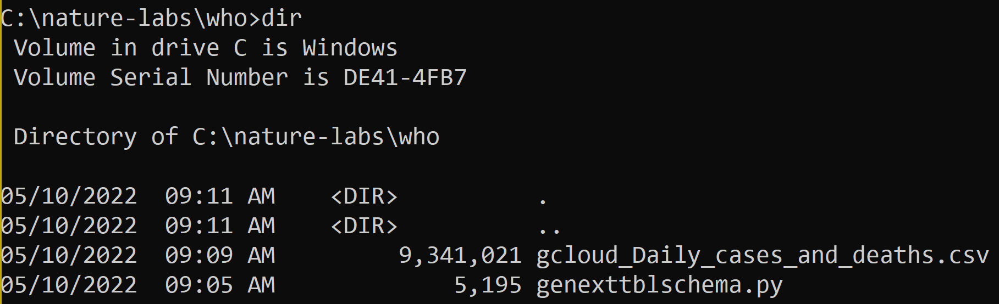 C:\nature-labs\who>dir
Volume in drive C is Windows
Volume Serial Number is DE41-4FB7
Directory of C:\nature-labs\who
05/10/2022  09:11 AM    <DIR>          .
05/10/2022  09:11 AM    <DIR>          ..
05/10/2022  09:09 AM         9,341,021 gcloud_Daily_cases_and_deaths.csv
05/10/2022  09:05 AM             5,195 genexttblschema.py